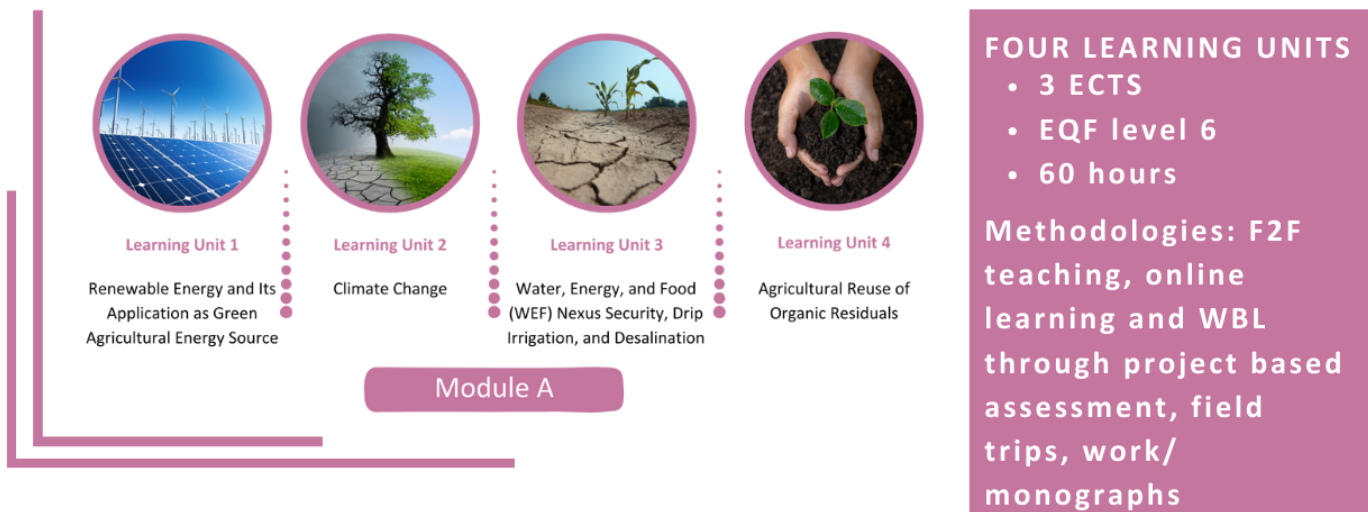 Learning Unit 1
Renewable Energy and Its
Application as Green
Agricultural Energy Source
Learning Unit 2
Climate Change
Learning Unit 3
Water, Energy, and Food
(WEF) Nexus Security, Drip
Irrigation, and Desalination
Learning Unit 4
Agricultural Reuse of
Organic Residuals
Module A
FOUR LEARNING UNITS
• 3 ECTS
• EQF level 6
• 60 hours
Methodologies: F2F
teaching, online
learning and WBL
through project based
assessment, field
trips, work/
monographs